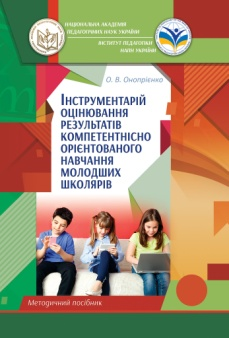 НАЦІОНАЛЬНА АКАДЕМІЯ
ПЕДАГОГІЧНИХ НАУК УКРАЇНИ
ІНСТИТУТ ПЕДАГОГІКИ
НАПН УКРАЇНИ
О. В. Онопрієнко
ІНСТРУМЕНТАРІЙ
ОЦІНЮВАННЯ
РЕЗУЛЬТАТІВ
КОМПЕТЕНТНІСНО
ОРІЄНТОВАНОГО
НАВЧАННЯ
МОЛОДШИХ
ШКОЛЯРІВ
Методичний посібник